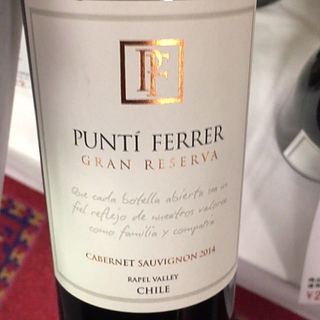 PF
PUNTÍ FERRER
GRAN RESERVA
Que cada botella abierta sea un
fiel reflejo de nuestros valores
como familia y compañía
CABERNET SAUVIGNON 2014
RAPEL VALLEY
CHILE